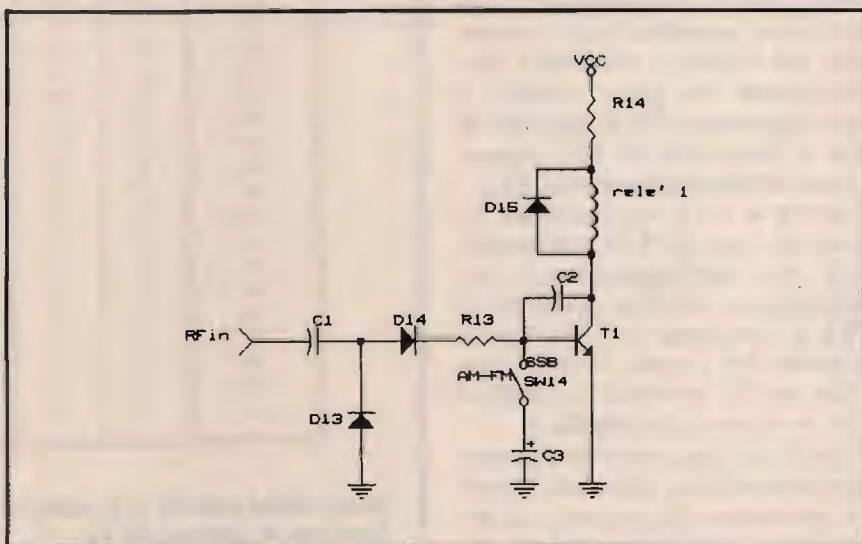 VCC
R14
rele' 1
D15
C2
RFin
C1
D14
R13
T1
SSB
AM-FM
SW14
D13
+
C3